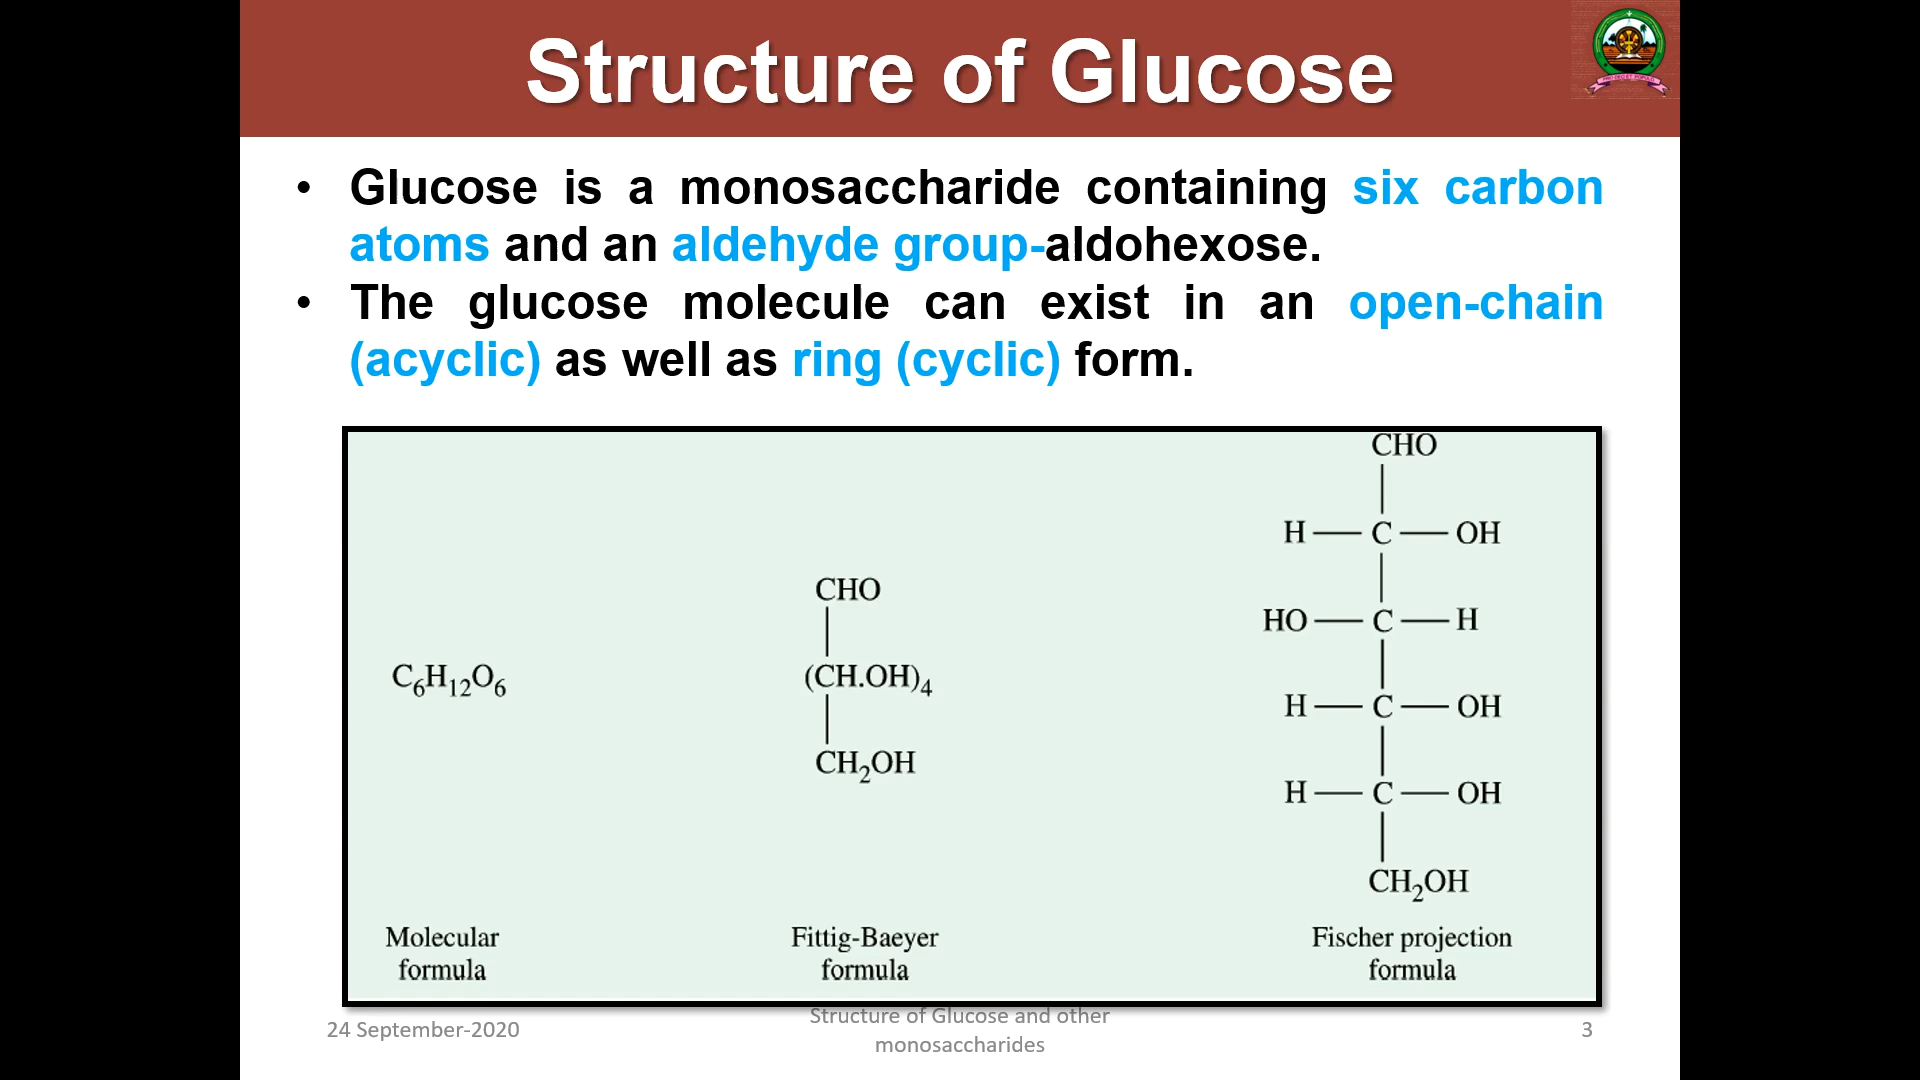 Structure of Glucose
• Glucose is a monosaccharide containing six carbon
atoms and an aldehyde group-aldohexose.
• The glucose molecule can exist in an open-chain
(acyclic) as well as ring (cyclic) form.
C₆H₁₂O₆
Molecular
formula
CHO
(CH.OH)₄
CH₂OH
Fittig-Baeyer
formula
CHO
H — C — OH
HO — C — H
H — C — OH
H — C — OH
CH₂OH
Fischer projection
formula
24 September-2020
Structure of Glucose and other
monosaccharides
3